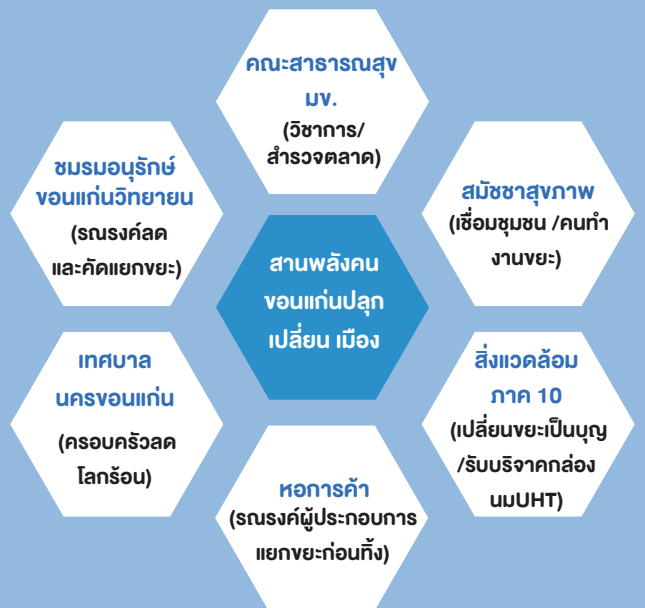 คณะสาธารณสุข
มข.
(วิชาการ/
สำรวจตลาด)
ชมรมอนุรักษ์
ขอนแก่นวิทยายน
(รณรงค์ลด
และคัดแยกขยะ)
สมัชชาสุขภาพ
(เชื่อมชุมชน /คนทำ
งานขยะ)
สานพลังคน
ขอนแก่นปลุก
เปลี่ยน เมือง
เทศบาล
นครขอนแก่น
(ครอบครัวลด
โลกร้อน)
สิ่งแวดล้อม
ภาค 10
(เปลี่ยนขยะเป็นบุญ
/รับบริจาคกล่อง
นมUHT)
หอการค้า
(รณรงค์ผู้ประกอบการ
แยกขยะก่อนทิ้ง)